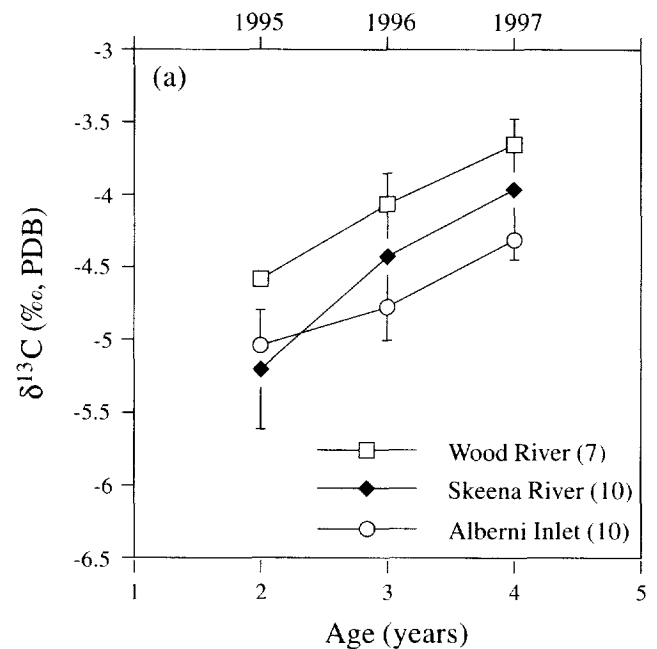 1995 1996 1997
-3
(a)
-3.5
-4
-4.5
-5
-5.5
-6
-6.5
δ¹³C (‰, PDB)
Wood River (7)
Skeena River (10)
Alberni Inlet (10)
1 2 3 4 5
Age (years)